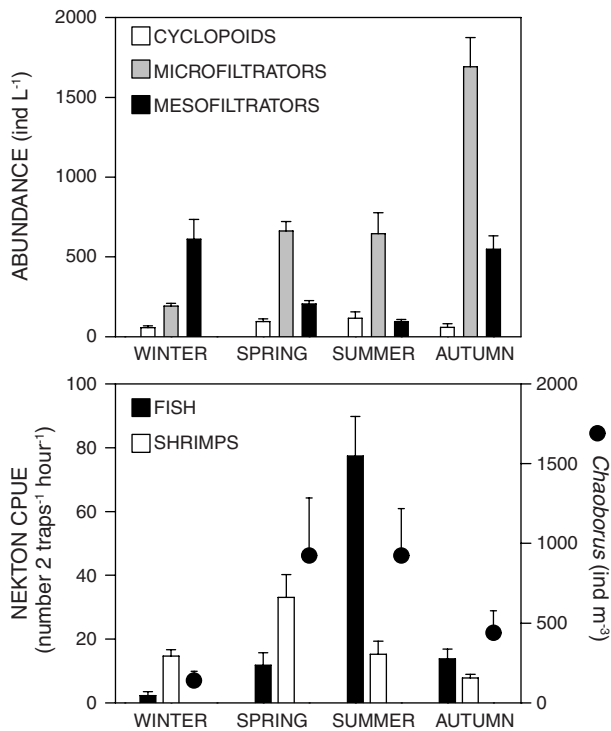 2000
1500
1000
500
0
ABUNDANCE (ind L⁻¹)
CYCLOPOIDS
MICROFILTRATORS
MESOFILTRATORS
WINTER SPRING SUMMER AUTUMN
100
80
60
40
20
0
NEKTON CPUE
(number 2 traps⁻¹ hour⁻¹)
FISH
SHRIMPS
2000
1500
1000
500
0
Chaoborus (ind m⁻³)
WINTER SPRING SUMMER AUTUMN